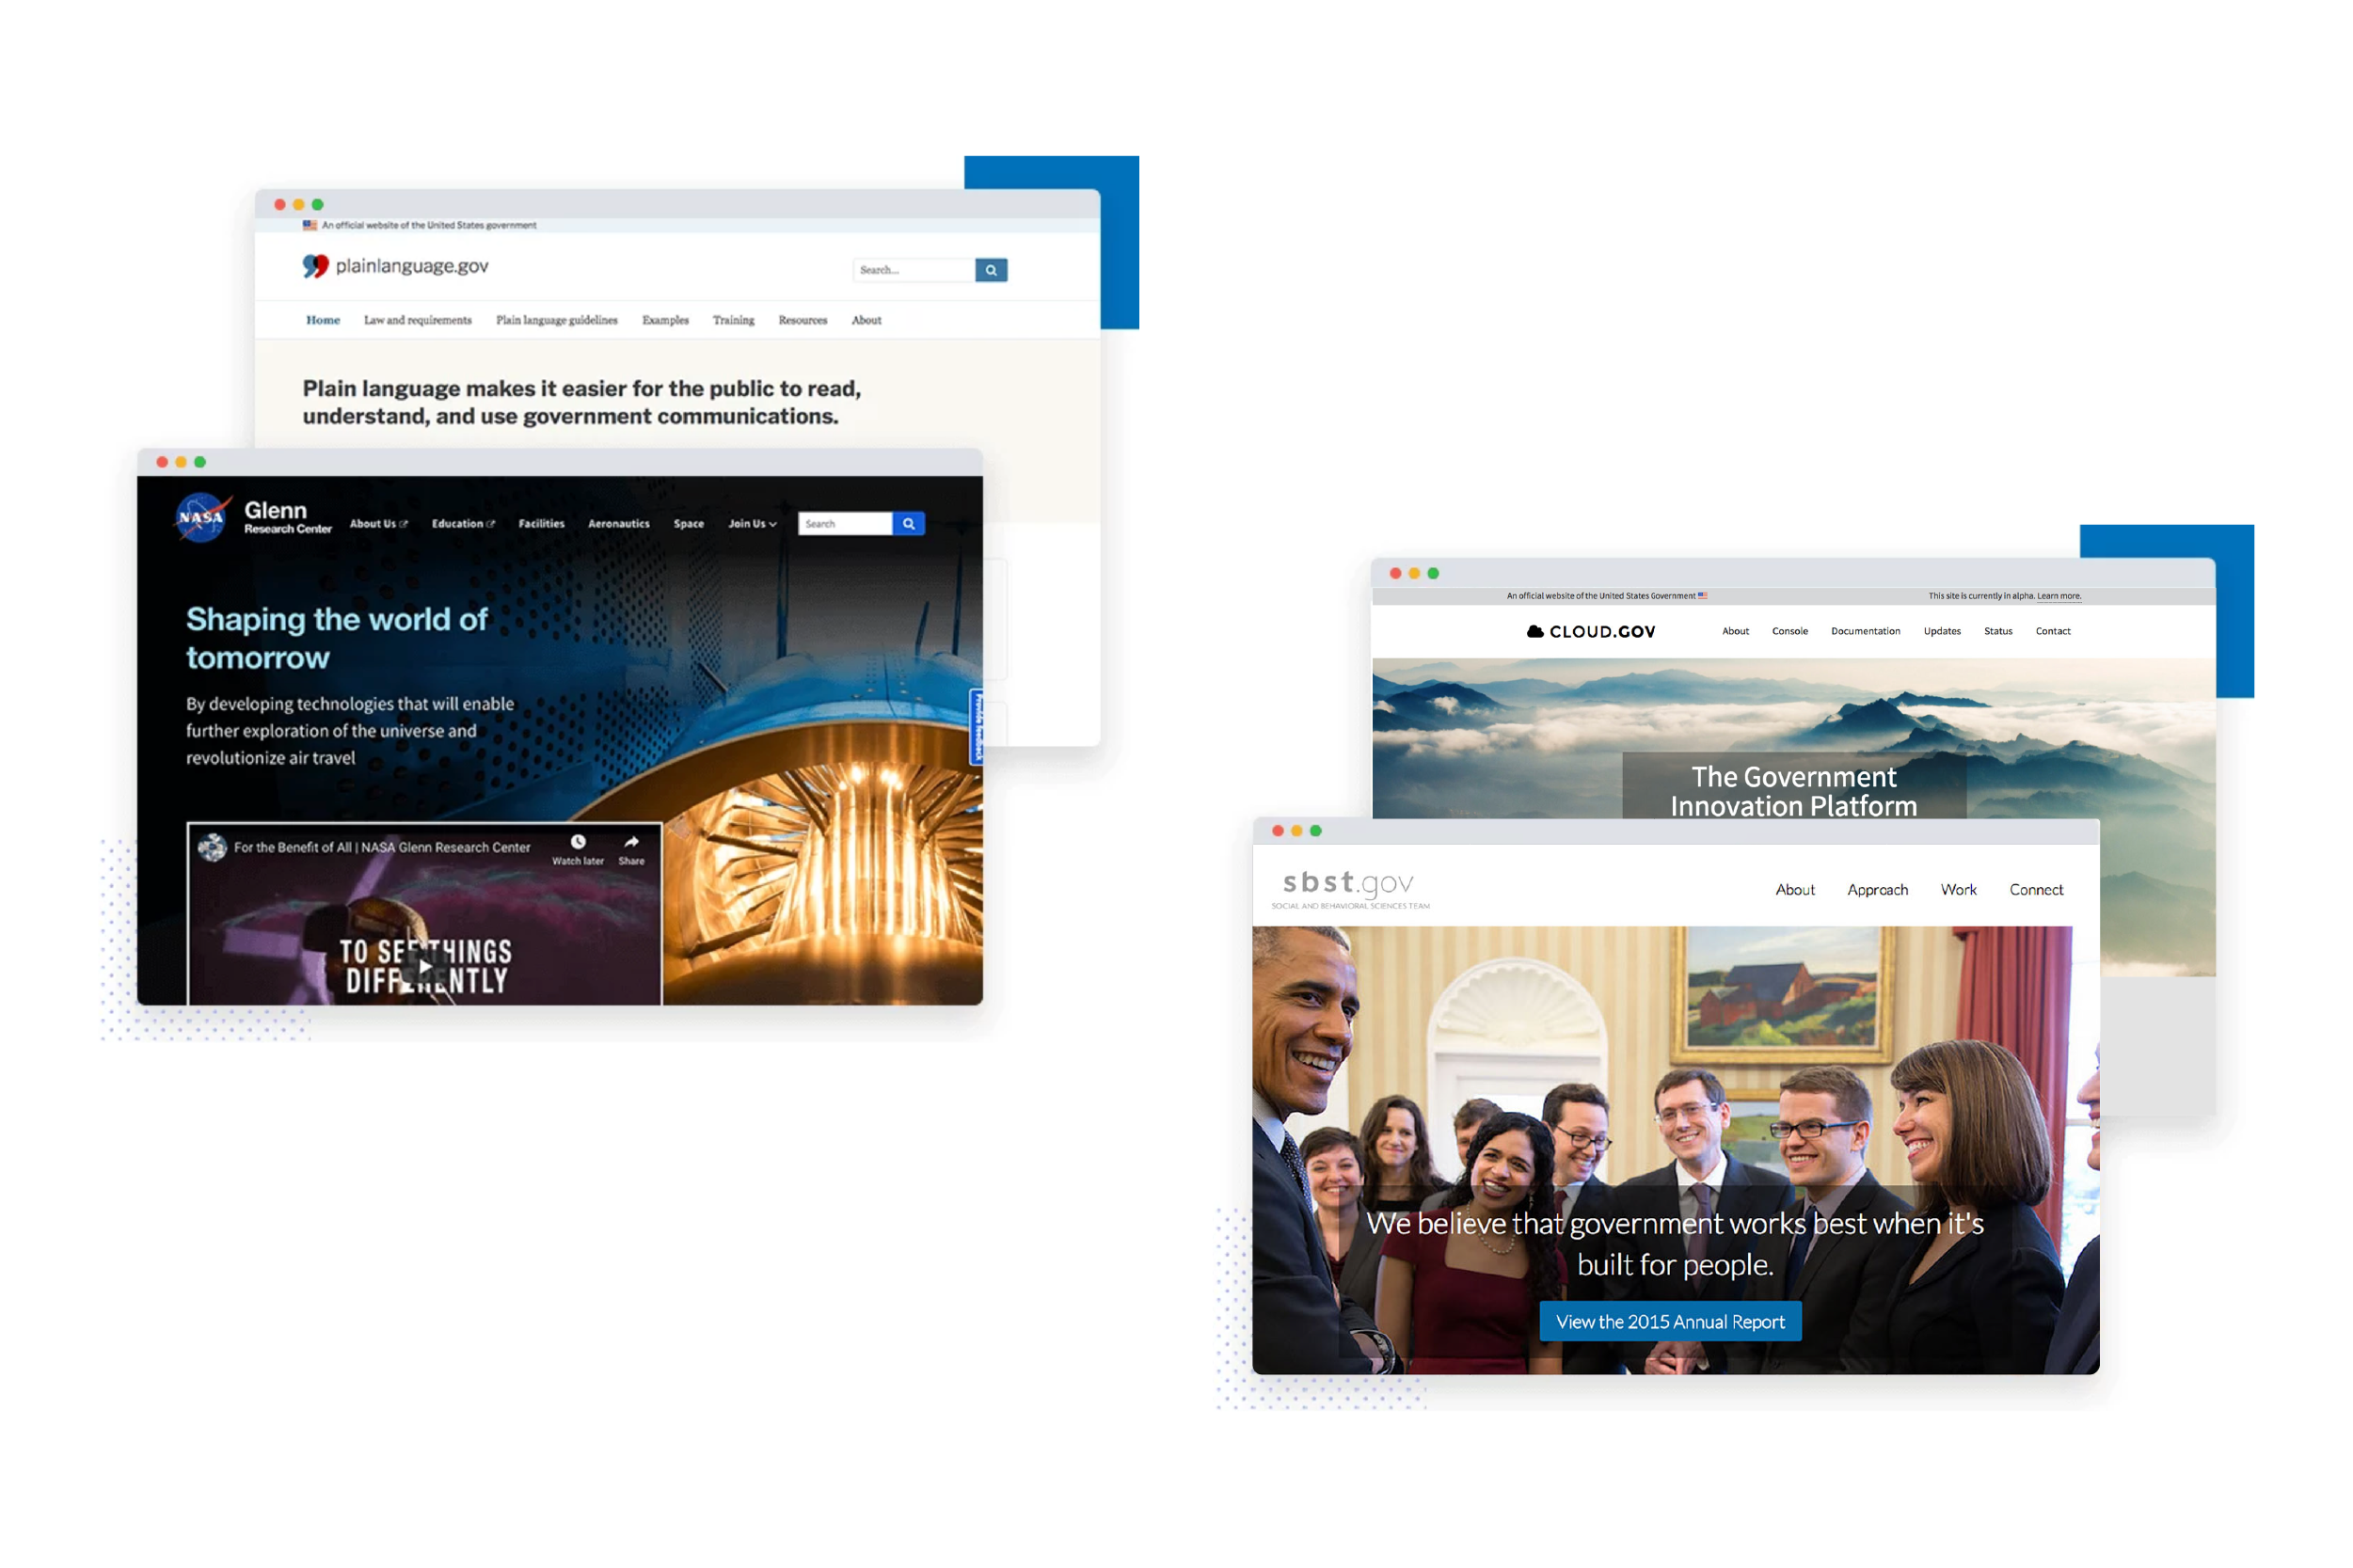 An official website of the United States government
plainlanguage.gov
Search...
Home Law and requirements Plain language guidelines Examples Training Resources About
Plain language makes it easier for the public to read,
understand, and use government communications.
NASA
Glenn
Research Center
About Us Education Facilities Aeronautics Space Join Us
Search
Shaping the world of
tomorrow
By developing technologies that will enable
further exploration of the universe and
revolutionize air travel
Provide feedback
For the Benefit of All | NASA Glenn Research Center
Watch later Share
TO SEE THINGS
DIFFERENTLY
An official website of the United States Government
This site is currently in alpha. Learn more.
CLOUD.GOV
About Console Documentation Updates Status Contact
The Government
Innovation Platform
sbst.gov
SOCIAL AND BEHAVIORAL SCIENCES TEAM
About Approach Work Connect
We believe that government works best when it's
built for people.
View the 2015 Annual Report